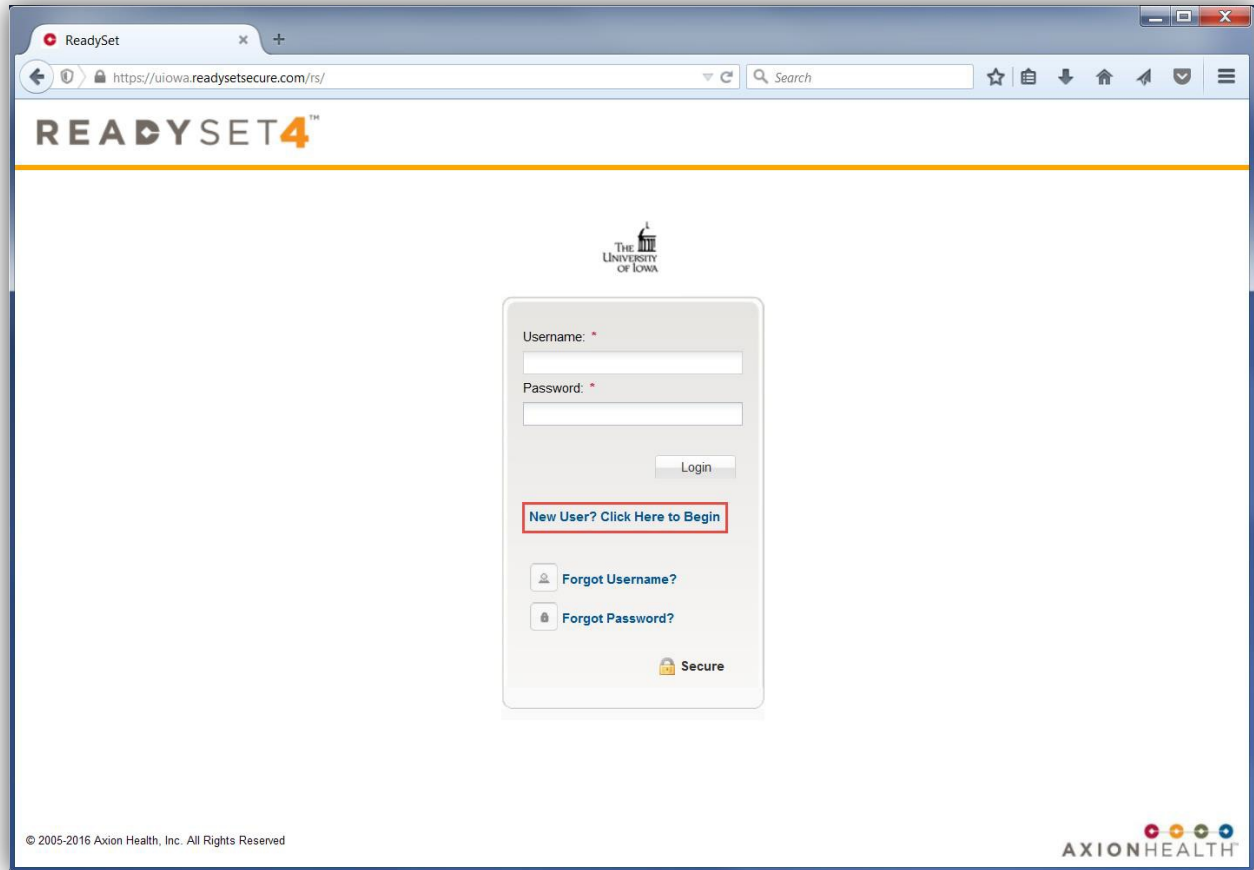 ReadySet
https://uiowa.readysetsecure.com/rs/
Search
READYSET4™
THE
UNIVERSITY
OF IOWA
Username: *
Password: *
Login
New User? Click Here to Begin
Forgot Username?
Forgot Password?
Secure
© 2005-2016 Axion Health, Inc. All Rights Reserved
AXIONHEALTH